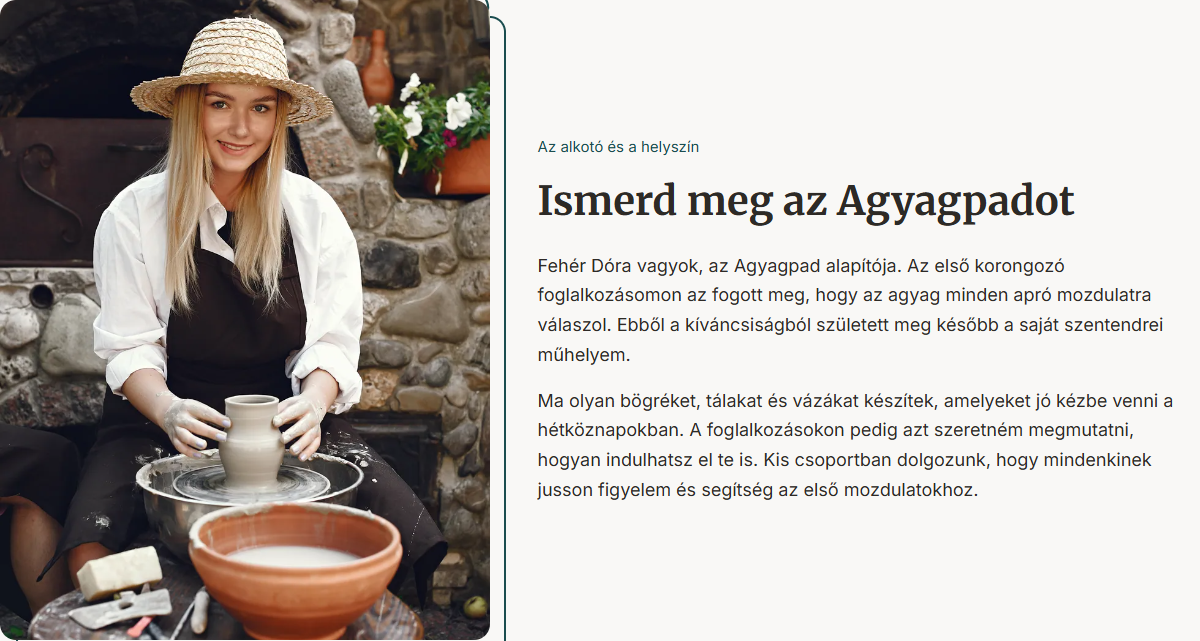 Az alkotó és a helyszín
Ismerd meg az Agyagpadot
Fehér Dóra vagyok, az Agyagpad alapítója. Az első korongozó
foglalkozásomon az fogott meg, hogy az agyag minden apró mozdulatra
válaszol. Ebből a kíváncsiságból született meg később a saját szentendrei
műhelyem.
Ma olyan bögréket, tálakat és vázákat készítek, amelyeket jó kézbe venni a
hétköznapokban. A foglalkozásokon pedig azt szeretném megmutatni,
hogyan indulhatsz el te is. Kis csoportban dolgozunk, hogy mindenkinek
jusson figyelem és segítség az első mozdulatokhoz.